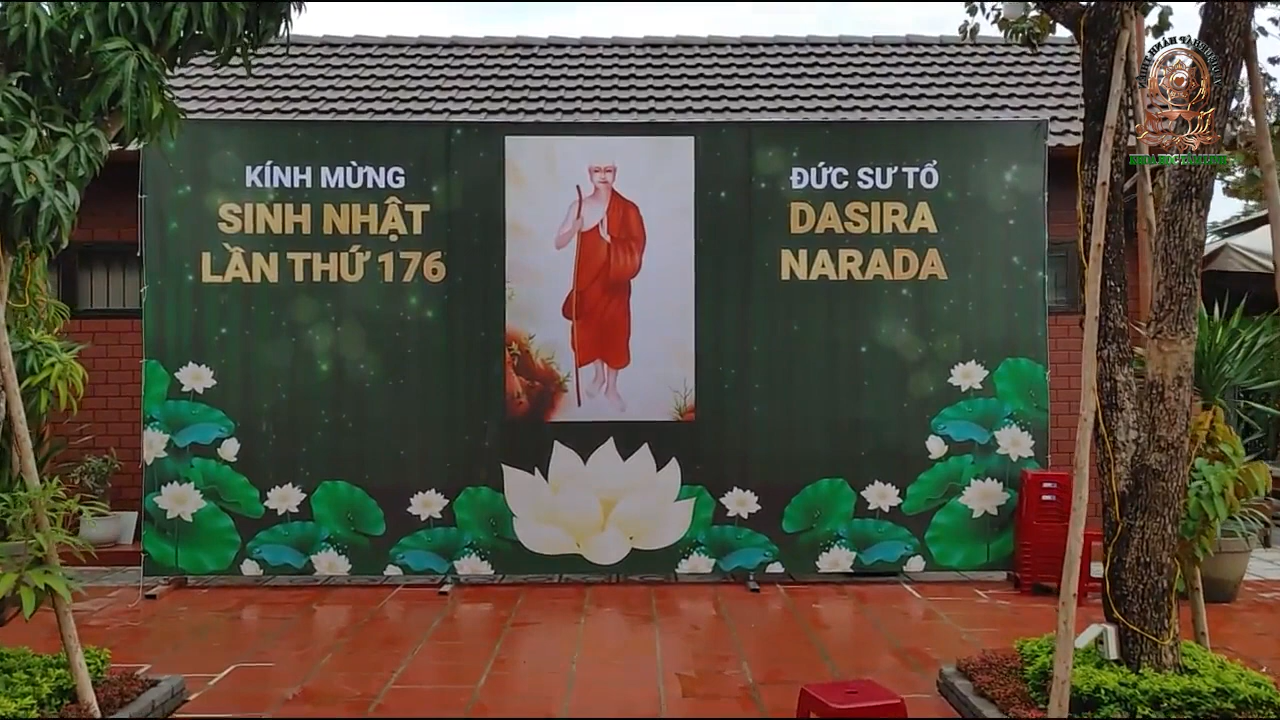 KÍNH MỪNG
SINH NHẬT
LẦN THỨ 176
ĐỨC SƯ TỔ
DASIRA
NARADA